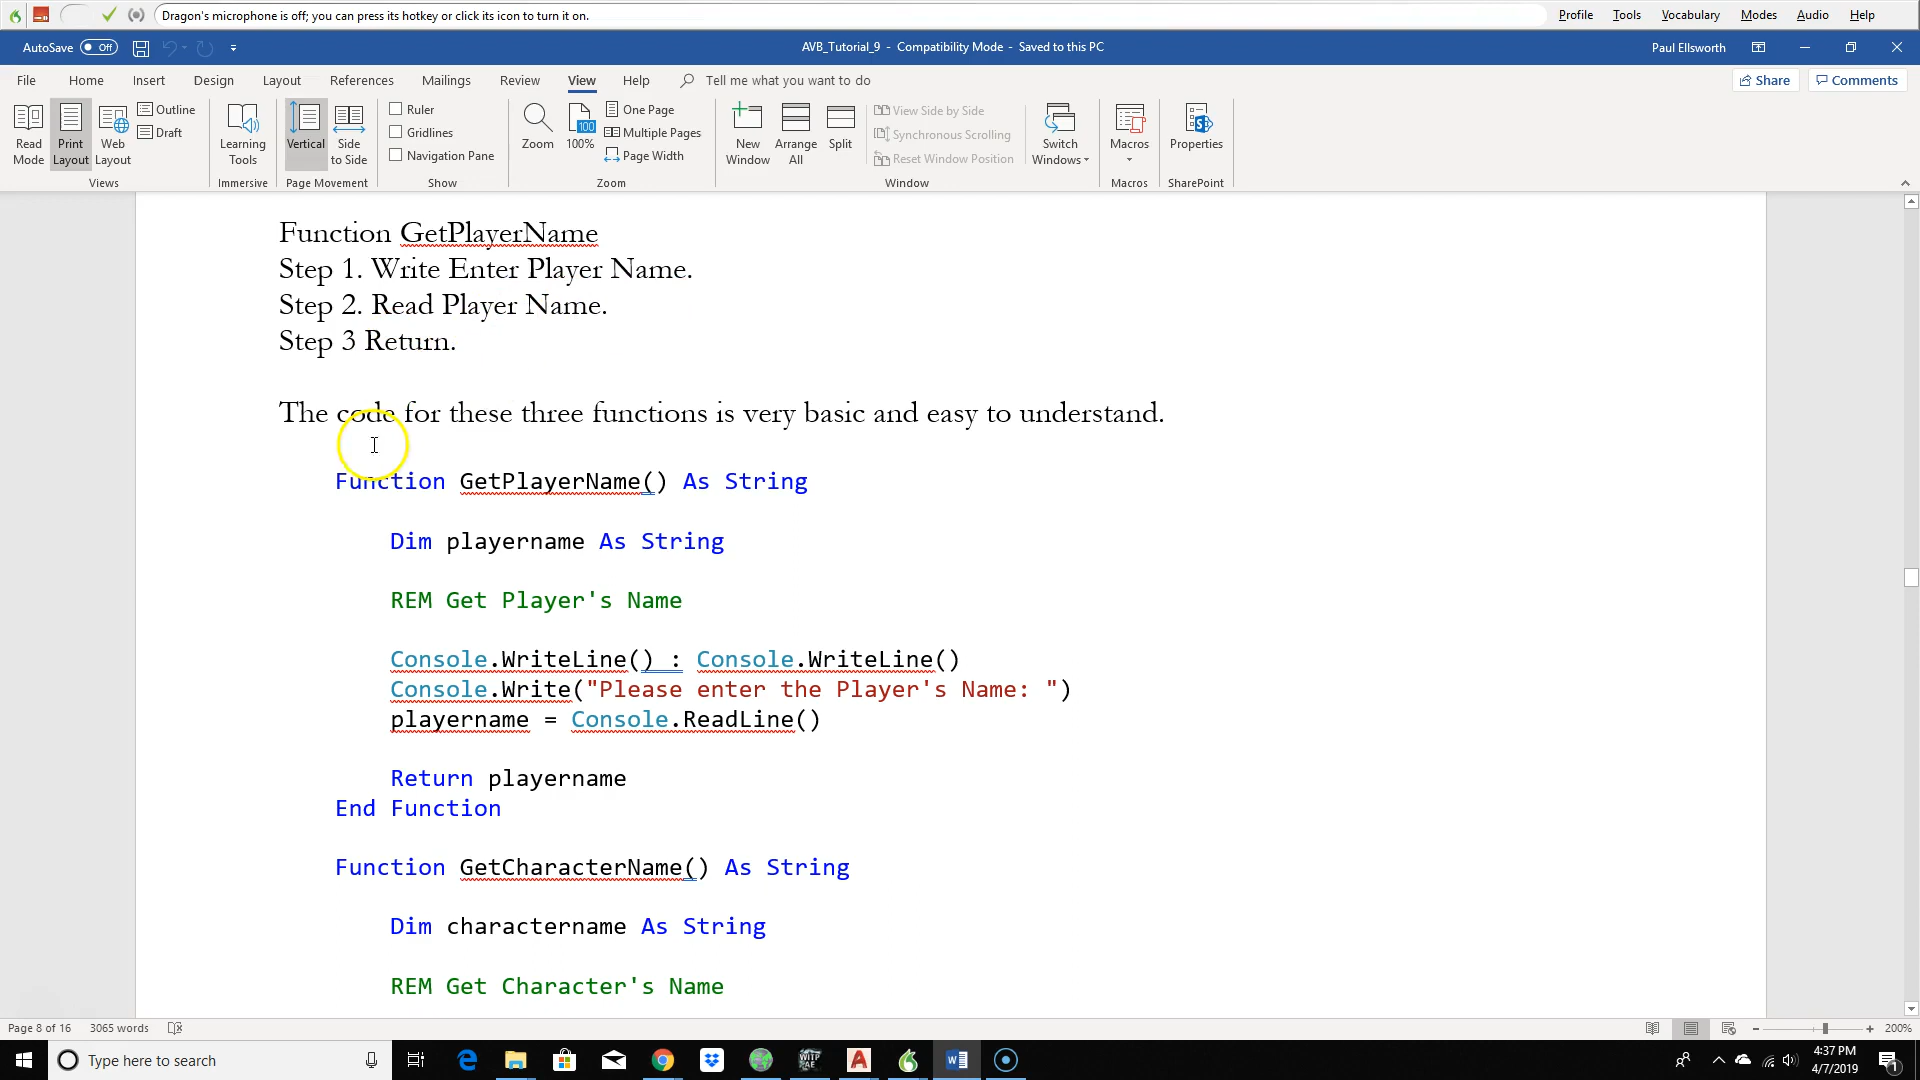 Dragon's microphone is off; you can press its hotkey or click its icon to turn it on.
Profile Tools Vocabulary Modes Audio Help
AutoSave Off AVB_Tutorial_9 - Compatibility Mode - Saved to this PC Paul Ellsworth
File Home Insert Design Layout References Mailings Review View Help Tell me what you want to do Share Comments
Read Mode
Print Layout
Web Layout
Outline
Draft
Views
Learning Tools
Immersive
Vertical
Side to Side
Page Movement
Ruler
Gridlines
Navigation Pane
Show
Zoom
100
100%
One Page
Multiple Pages
Page Width
Zoom
New Window
Arrange All
Split
View Side by Side
Synchronous Scrolling
Reset Window Position
Switch Windows
Window
Macros
Macros
Properties
SharePoint
Function GetPlayerName
Step 1. Write Enter Player Name.
Step 2. Read Player Name.
Step 3 Return.
The code for these three functions is very basic and easy to understand.
Function GetPlayerName() As String
Dim playername As String
REM Get Player's Name
Console.WriteLine() : Console.WriteLine()
Console.Write("Please enter the Player's Name: ")
playername = Console.ReadLine()
Return playername
End Function
Function GetCharacterName() As String
Dim charactername As String
REM Get Character's Name
Page 8 of 16 3065 words 200%
Type here to search
WITP AE
4:37 PM
4/7/2019
1